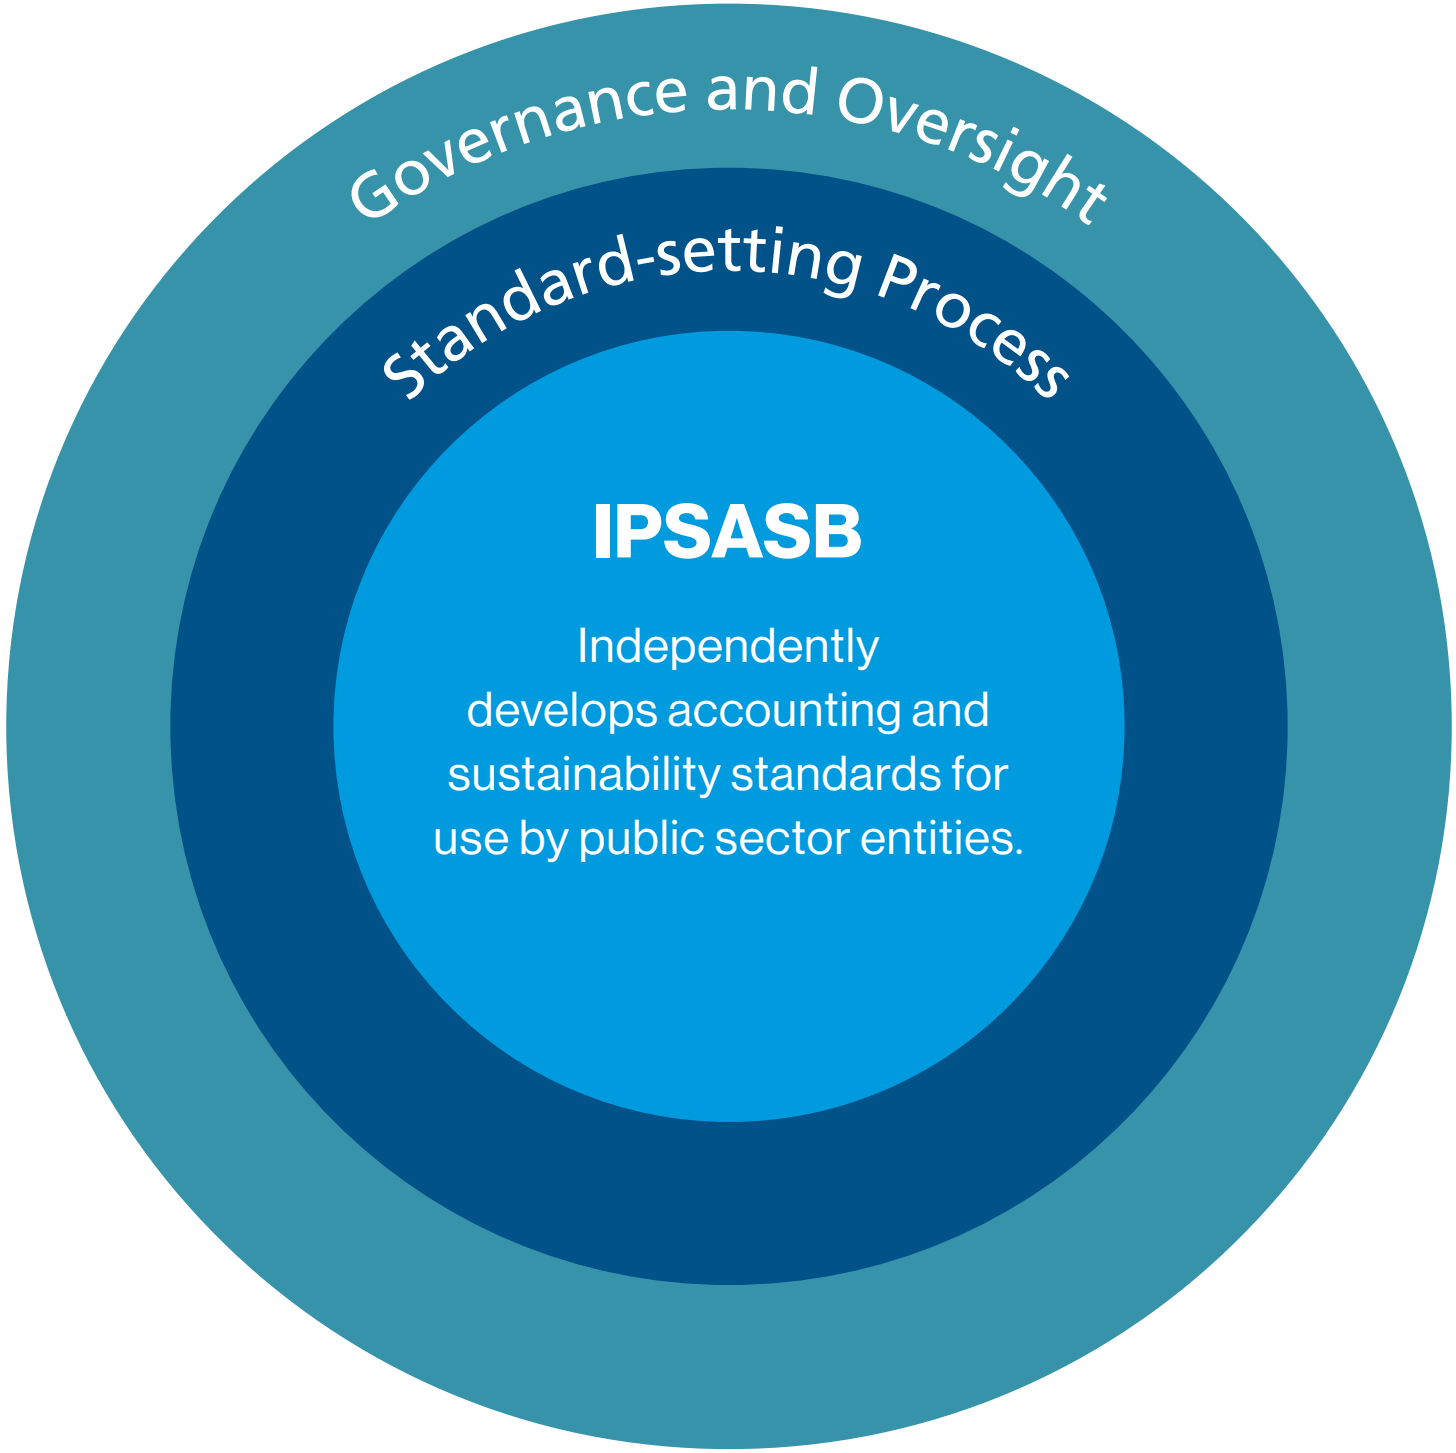 Governance and Oversight
Standard-setting Process
IPSASB
Independently
develops accounting and
sustainability standards for
use by public sector entities.